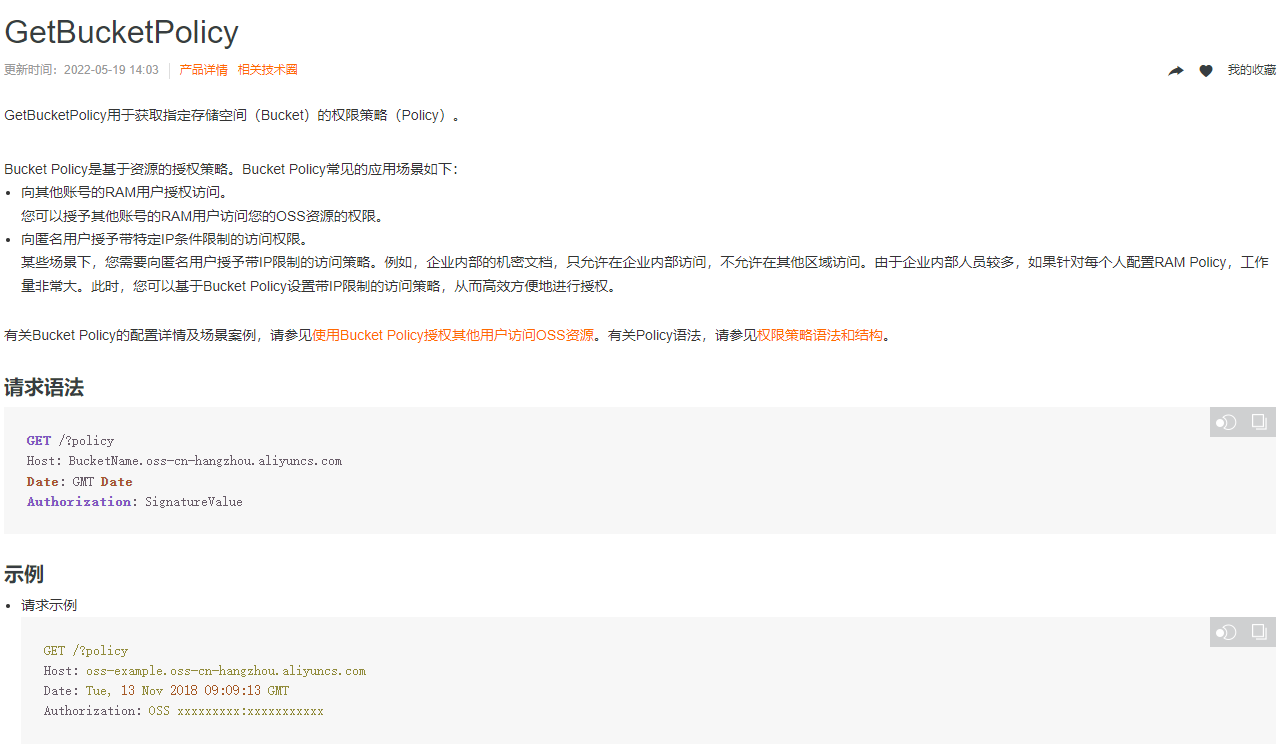 GetBucketPolicy
更新时间：2022-05-19 14:03 产品详情 相关技术圈 我的收藏
GetBucketPolicy用于获取指定存储空间（Bucket）的权限策略（Policy）。
Bucket Policy是基于资源的授权策略。Bucket Policy常见的应用场景如下：
• 向其他账号的RAM用户授权访问。
您可以授予其他账号的RAM用户访问您的OSS资源的权限。
• 向匿名用户授予带特定IP条件限制的访问权限。
某些场景下，您需要向匿名用户授予带IP限制的访问策略。例如，企业内部的机密文档，只允许在企业内部访问，不允许在其他区域访问。由于企业内部人员较多，如果针对每个人配置RAM Policy，工作
量非常大。此时，您可以基于Bucket Policy设置带IP限制的访问策略，从而高效方便地进行授权。
有关Bucket Policy的配置详情及场景案例，请参见使用Bucket Policy授权其他用户访问OSS资源。有关Policy语法，请参见权限策略语法和结构。
请求语法
GET /?policy
Host: BucketName.oss-cn-hangzhou.aliyuncs.com
Date: GMT Date
Authorization: SignatureValue
示例
• 请求示例
GET /?policy
Host: oss-example.oss-cn-hangzhou.aliyuncs.com
Date: Tue, 13 Nov 2018 09:09:13 GMT
Authorization: OSS xxxxxxxxx:xxxxxxxxxxx